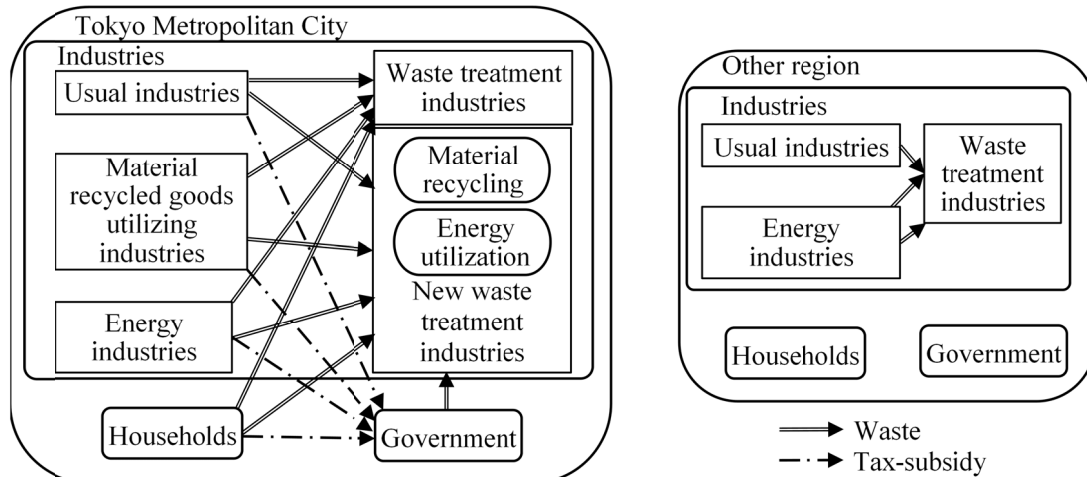 Tokyo Metropolitan City
Industries
Usual industries
Material
recycled goods
utilizing
industries
Energy
industries
Households
Waste treatment
industries
Material
recycling
Energy
utilization
New waste
treatment
industries
Government
Other region
Industries
Usual industries
Energy
industries
Waste
treatment
industries
Households
Government
Waste
Tax-subsidy